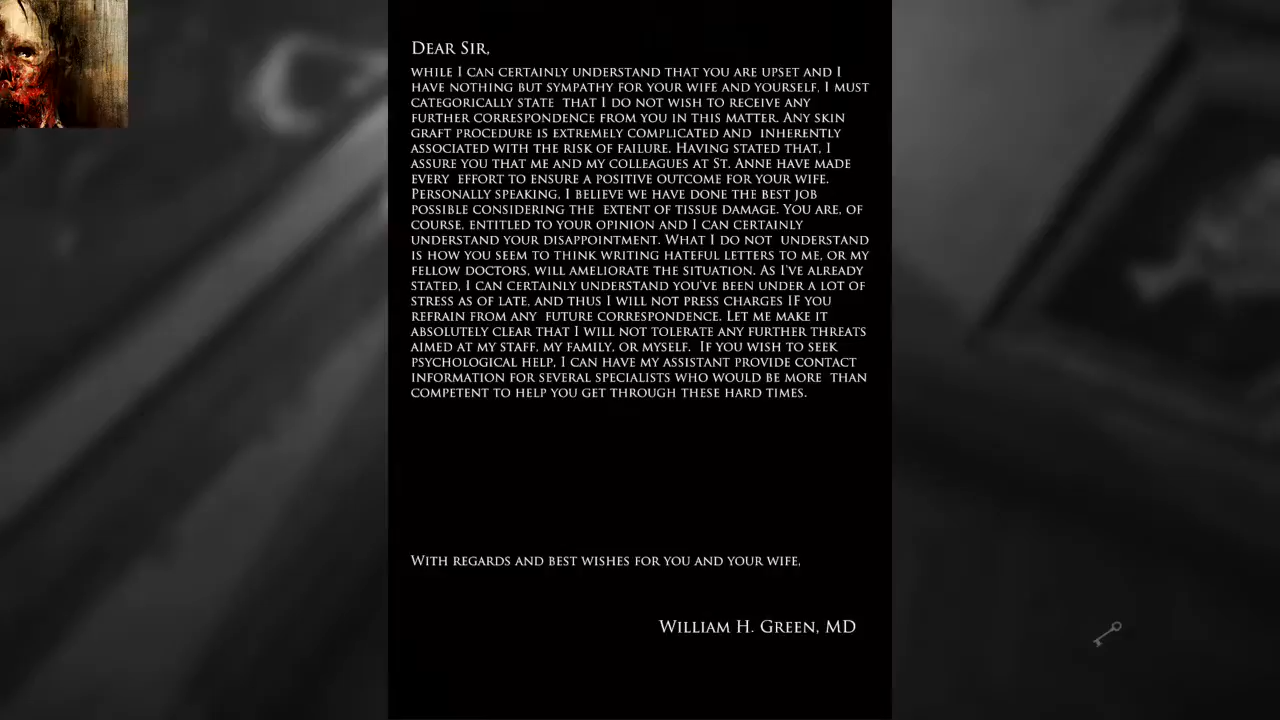 Dear Sir,
while I can certainly understand that you are upset and I
have nothing but sympathy for your wife and yourself, I must
categorically state that I do not wish to receive any
further correspondence from you in this matter. Any skin
graft procedure is extremely complicated and inherently
associated with the risk of failure. Having stated that, I
assure you that me and my colleagues at St. Anne have made
every effort to ensure a positive outcome for your wife.
Personally speaking, I believe we have done the best job
possible considering the extent of tissue damage. You are, of
course, entitled to your opinion and I can certainly
understand your disappointment. What I do not understand
is how you seem to think writing hateful letters to me, or my
fellow doctors, will ameliorate the situation. As I've already
stated, I can certainly understand you've been under a lot of
stress as of late, and thus I will not press charges IF you
refrain from any future correspondence. Let me make it
absolutely clear that I will not tolerate any further threats
aimed at my staff, my family, or myself. If you wish to seek
psychological help, I can have my assistant provide contact
information for several specialists who would be more than
competent to help you get through these hard times.
With regards and best wishes for you and your wife,
William H. Green, MD